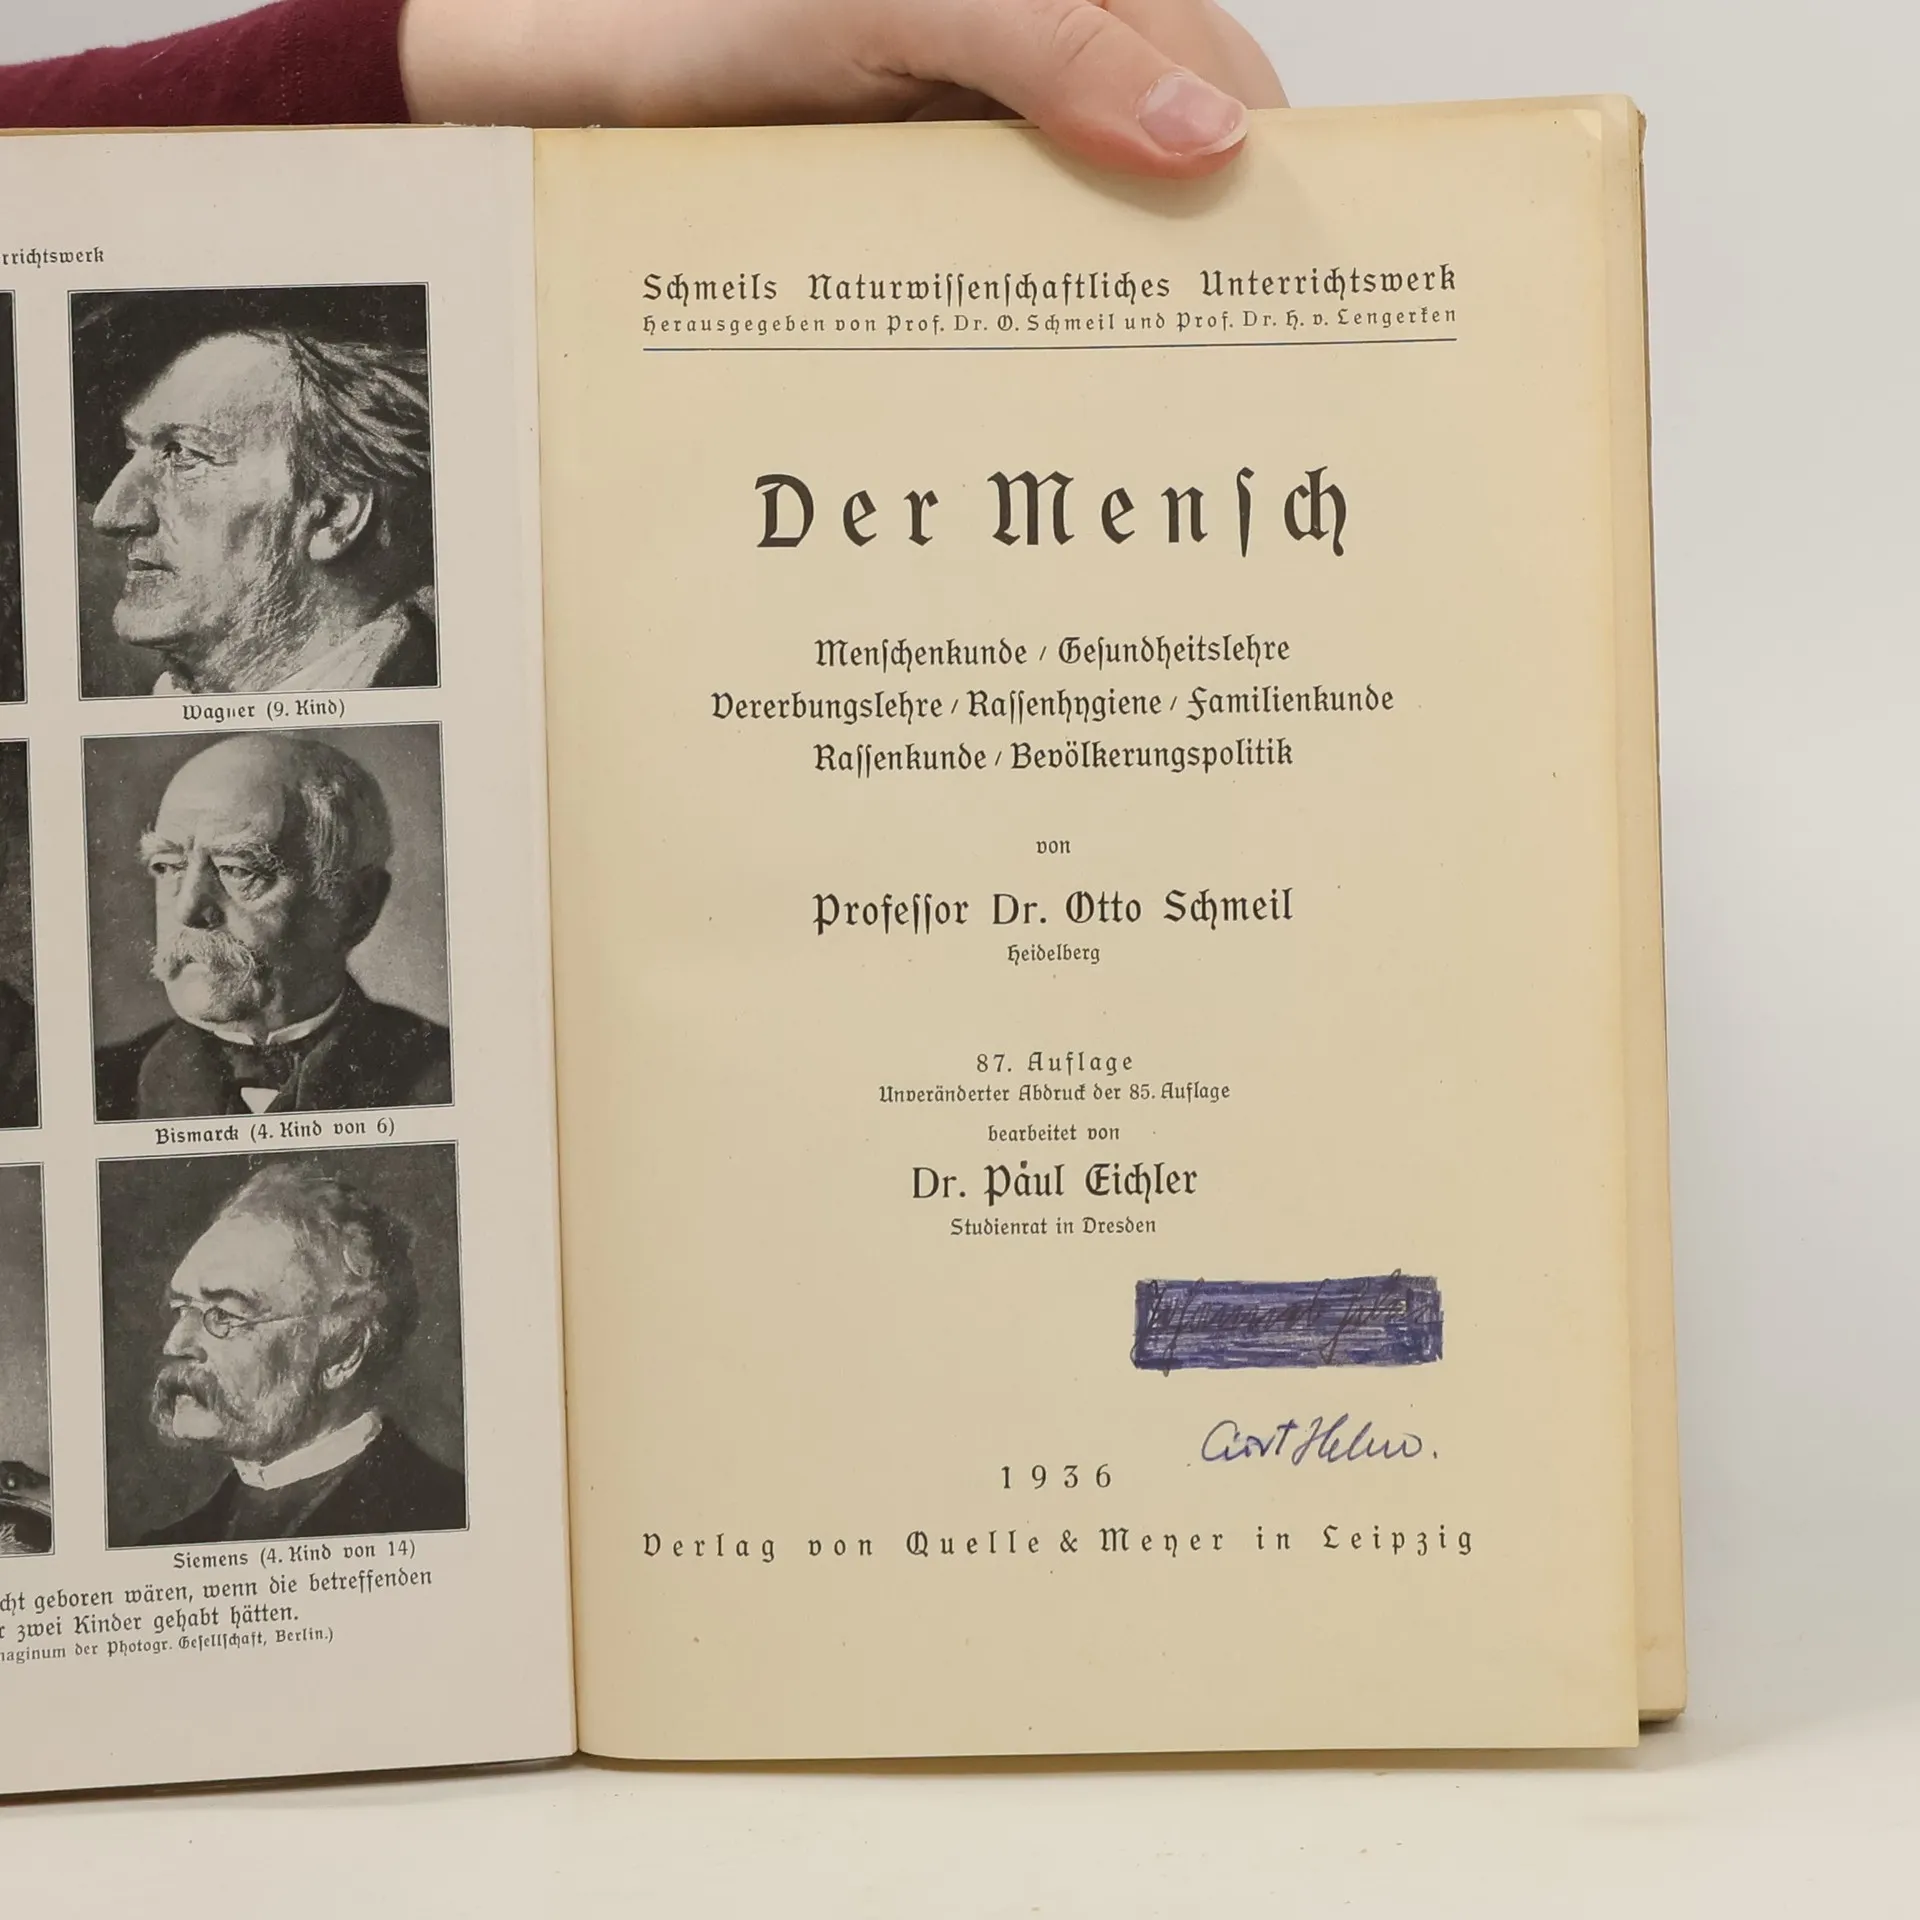 rrichtswerk
Wagner (9. Kind)
Bismarck (4. Kind von 6)
Siemens (4. Kind von 14)
cht geboren wären, wenn die betreffenden
r zwei Kinder gehabt hätten.
maginum der Photogr. Geſellſchaft, Berlin.)
Schmeils Naturwiſſenſchaftliches Unterrichtswerk
Herausgegeben von Prof. Dr. O. Schmeil und Prof. Dr. H. v. Lengerken
Der Menſch
Menſchenkunde / Geſundheitslehre
Vererbungslehre / Raſſenhygiene / Familienkunde
Raſſenkunde / Bevölkerungspolitik
von
Profeſſor Dr. Otto Schmeil
Heidelberg
87. Auflage
Unveränderter Abdruck der 85. Auflage
bearbeitet von
Dr. Paul Eichler
Studienrat in Dresden
1936
Verlag von Quelle & Meyer in Leipzig